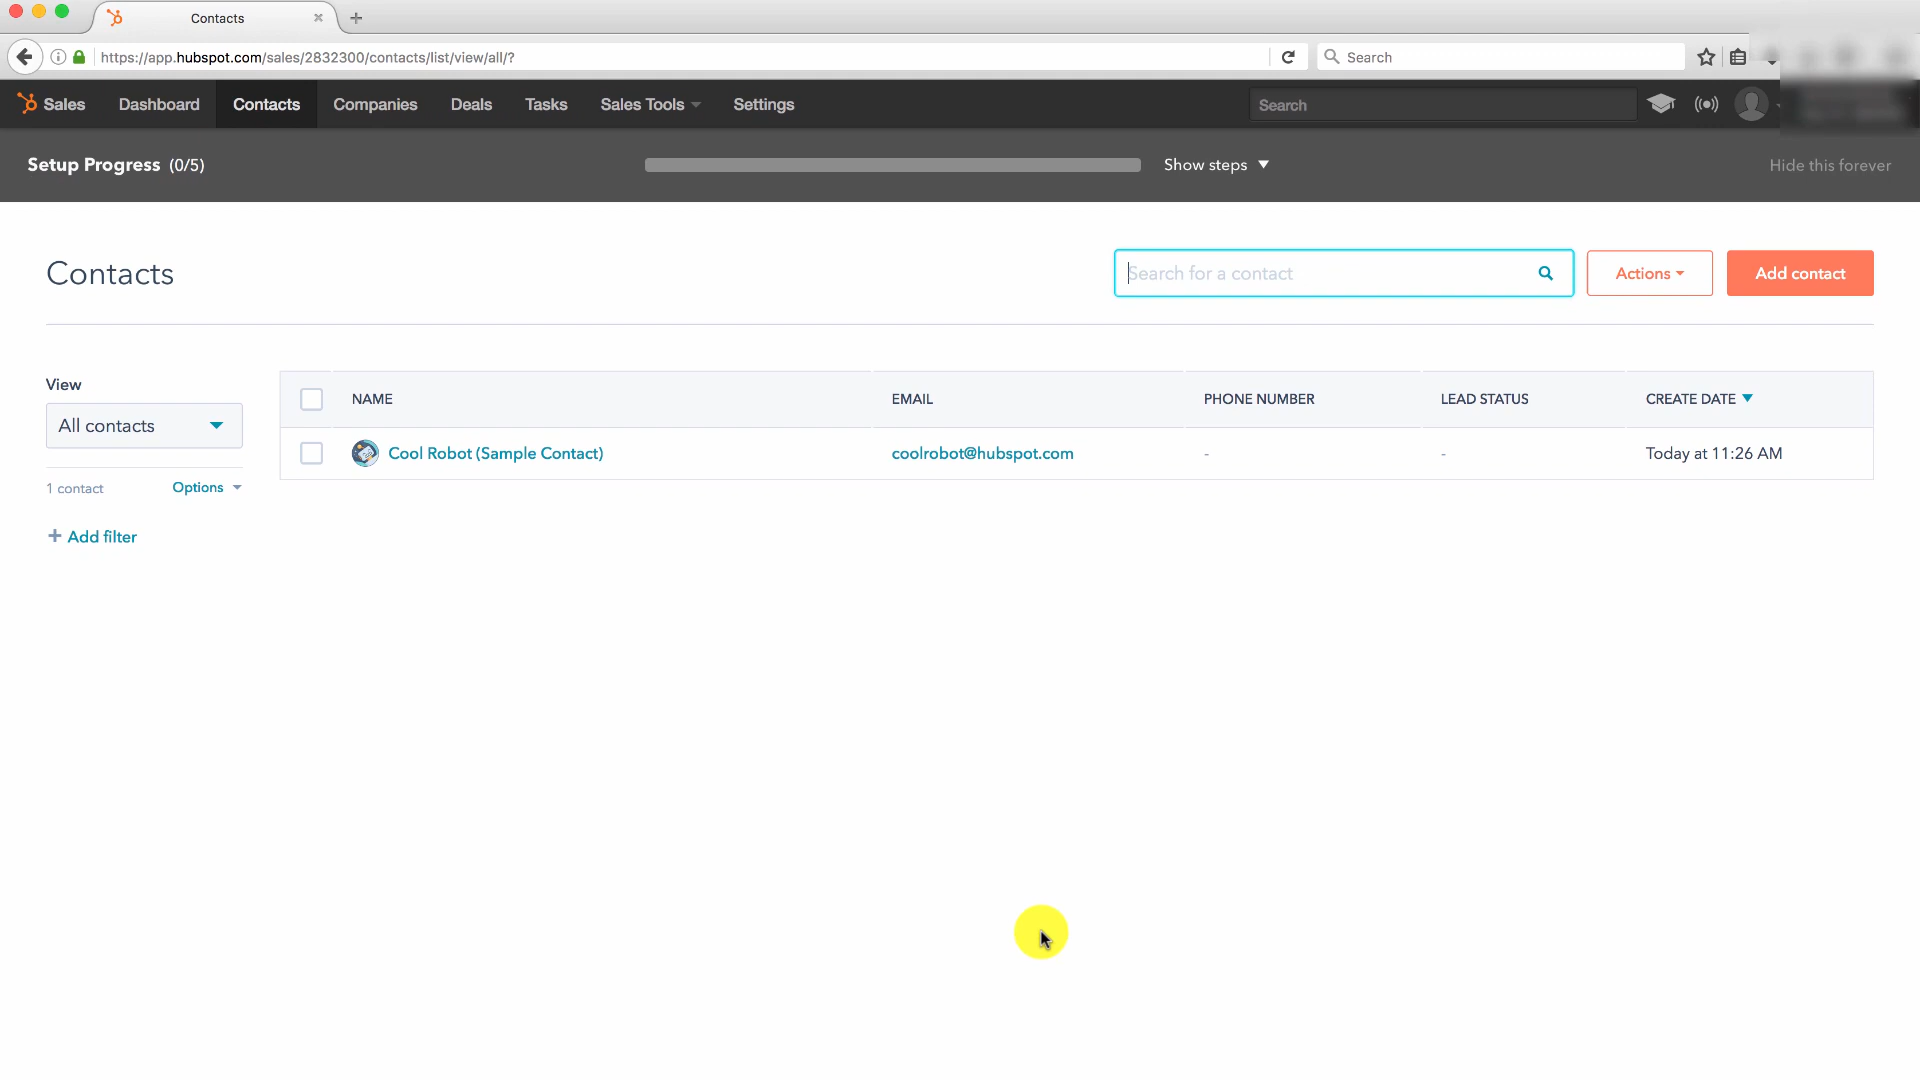 Contacts
https://app.hubspot.com/sales/2832300/contacts/list/view/all/?
Search
Sales Dashboard Contacts Companies Deals Tasks Sales Tools Settings Search
Setup Progress (0/5) Show steps Hide this forever
Contacts Search for a contact Actions Add contact
View
All contacts
1 contact Options
+ Add filter
NAME EMAIL PHONE NUMBER LEAD STATUS CREATE DATE
Cool Robot (Sample Contact) coolrobot@hubspot.com - - Today at 11:26 AM